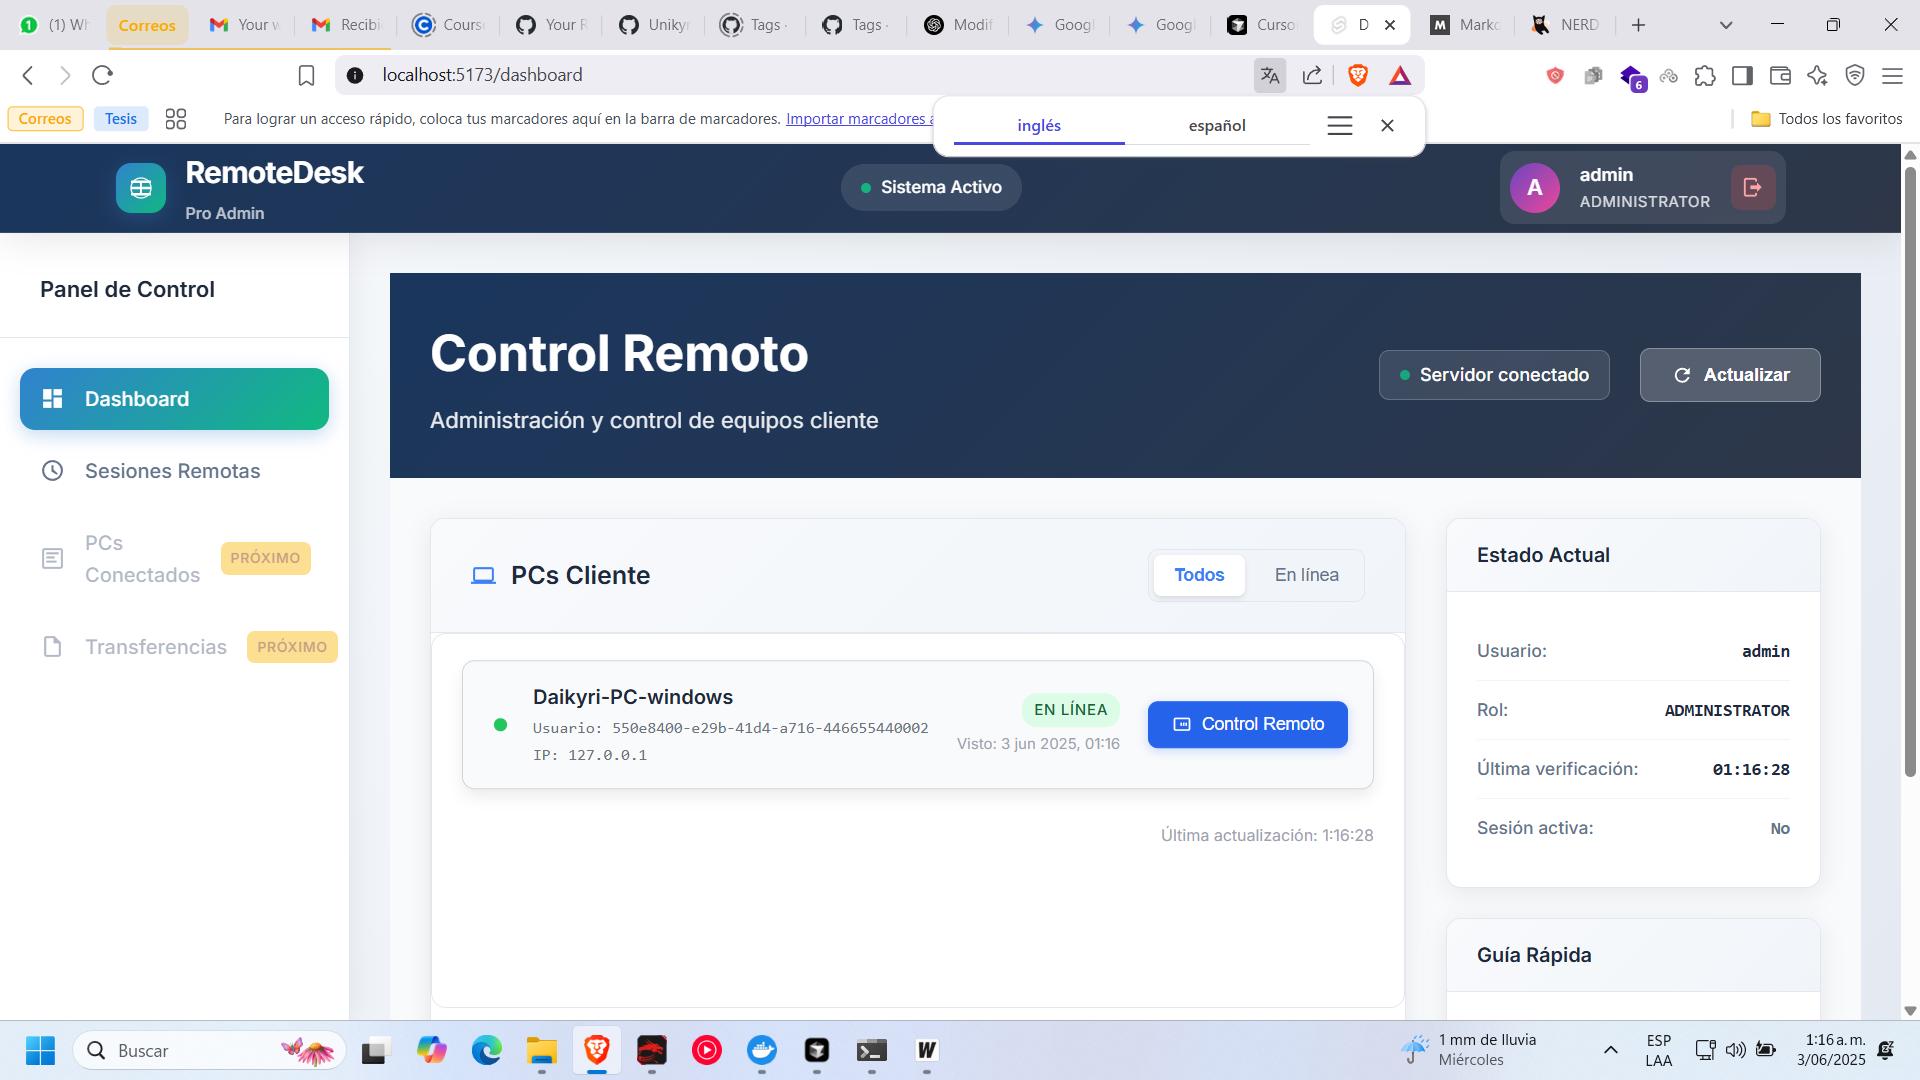 (1) Wh
Correos
Your w
Recibi
Cours
Your R
Uniky
Tags ·
Tags ·
Modif
Googl
Googl
Curso
D
Marko
NERD
localhost:5173/dashboard
6
Correos
Tesis
Para lograr un acceso rápido, coloca tus marcadores aquí en la barra de marcadores. Importar marcadores a
Todos los favoritos
inglés
español
RemoteDesk
Pro Admin
Sistema Activo
A
admin
ADMINISTRATOR
Panel de Control
Dashboard
Sesiones Remotas
PCs
Conectados
PRÓXIMO
Transferencias
PRÓXIMO
Control Remoto
Administración y control de equipos cliente
Servidor conectado
Actualizar
PCs Cliente
Todos
En línea
Daikyri-PC-windows
Usuario: 550e8400-e29b-41d4-a716-446655440002
IP: 127.0.0.1
EN LÍNEA
Visto: 3 jun 2025, 01:16
Control Remoto
Última actualización: 1:16:28
Estado Actual
Usuario: admin
Rol: ADMINISTRATOR
Última verificación: 01:16:28
Sesión activa: No
Guía Rápida
Buscar
1 mm de lluvia
Miércoles
ESP
LAA
1:16 a. m.
3/06/2025